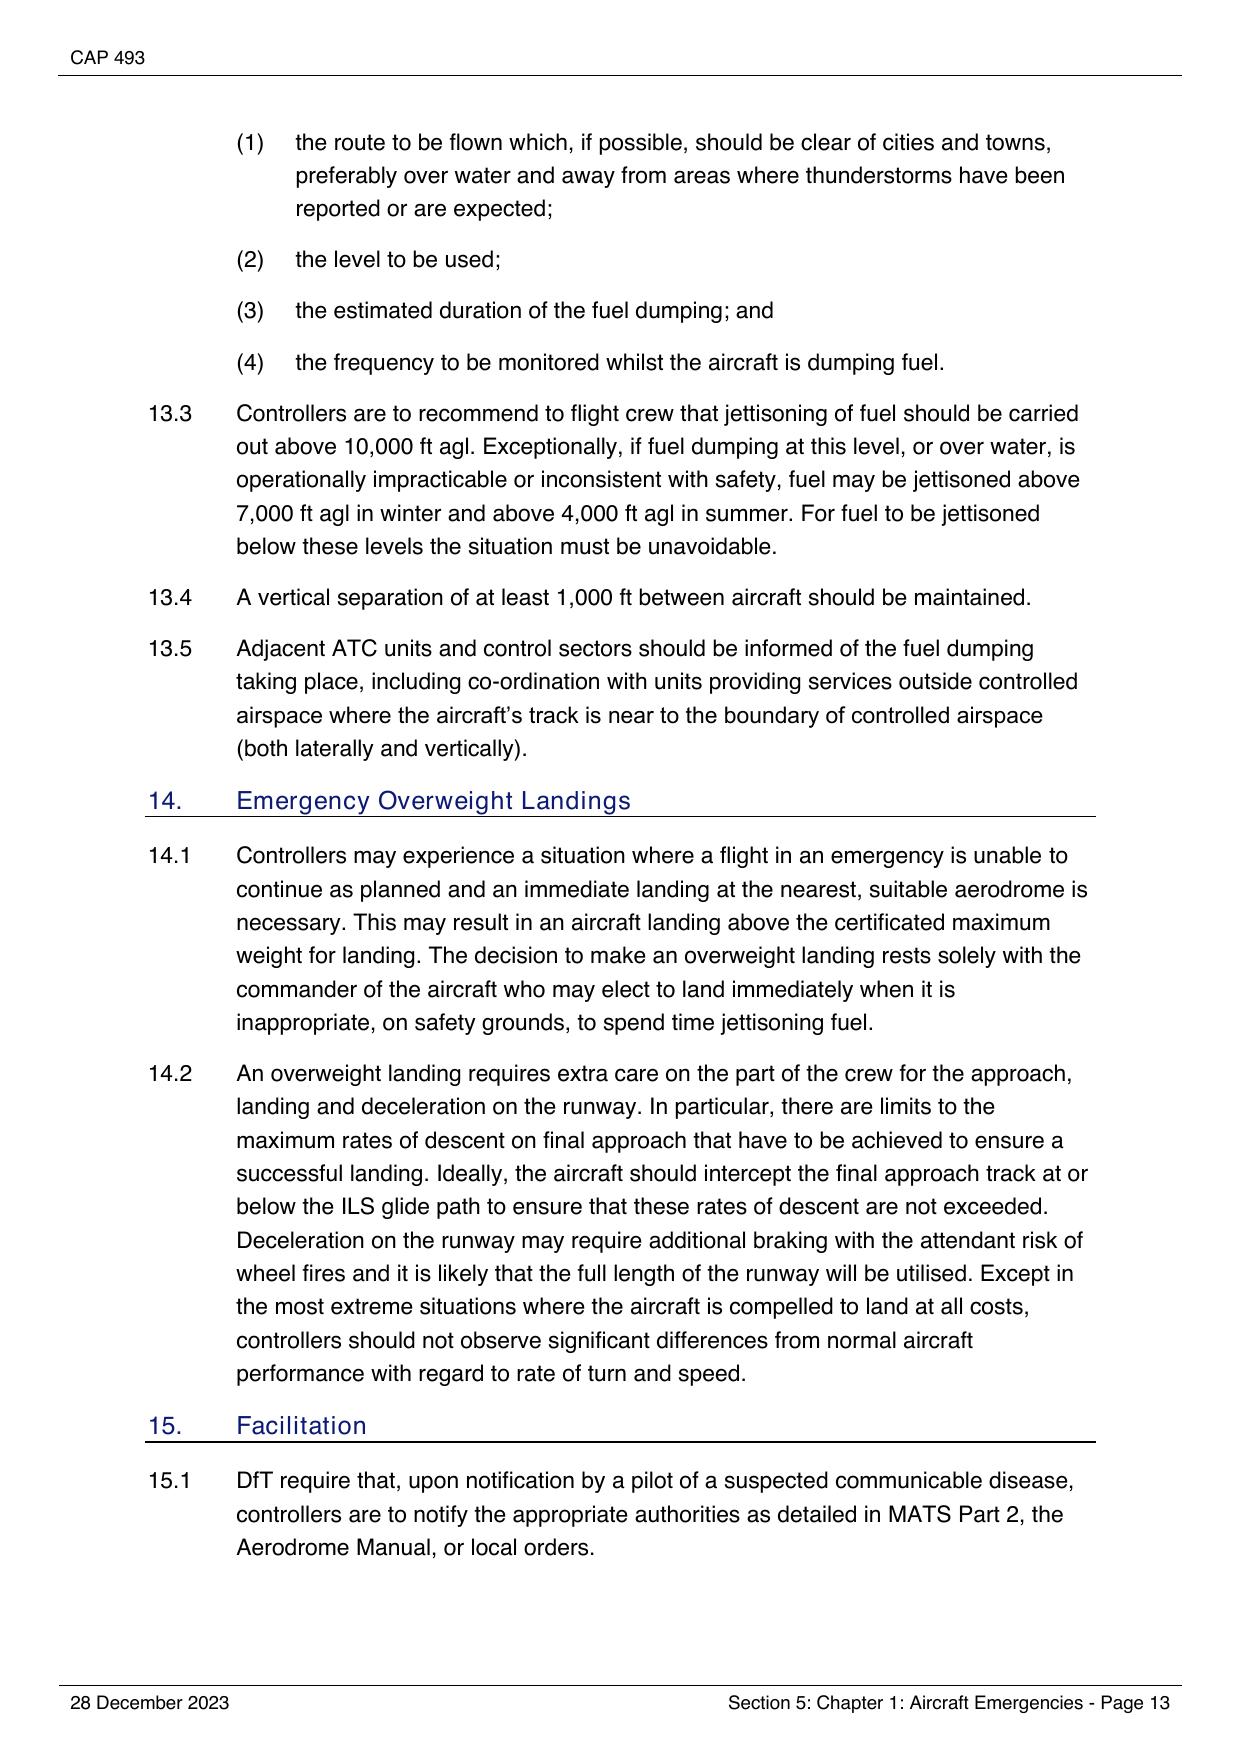 CAP 493
(1) the route to be flown which, if possible, should be clear of cities and towns,
preferably over water and away from areas where thunderstorms have been
reported or are expected;
(2) the level to be used;
(3) the estimated duration of the fuel dumping; and
(4) the frequency to be monitored whilst the aircraft is dumping fuel.
13.3 Controllers are to recommend to flight crew that jettisoning of fuel should be carried
out above 10,000 ft agl. Exceptionally, if fuel dumping at this level, or over water, is
operationally impracticable or inconsistent with safety, fuel may be jettisoned above
7,000 ft agl in winter and above 4,000 ft agl in summer. For fuel to be jettisoned
below these levels the situation must be unavoidable.
13.4 A vertical separation of at least 1,000 ft between aircraft should be maintained.
13.5 Adjacent ATC units and control sectors should be informed of the fuel dumping
taking place, including co-ordination with units providing services outside controlled
airspace where the aircraft’s track is near to the boundary of controlled airspace
(both laterally and vertically).
14. Emergency Overweight Landings
14.1 Controllers may experience a situation where a flight in an emergency is unable to
continue as planned and an immediate landing at the nearest, suitable aerodrome is
necessary. This may result in an aircraft landing above the certificated maximum
weight for landing. The decision to make an overweight landing rests solely with the
commander of the aircraft who may elect to land immediately when it is
inappropriate, on safety grounds, to spend time jettisoning fuel.
14.2 An overweight landing requires extra care on the part of the crew for the approach,
landing and deceleration on the runway. In particular, there are limits to the
maximum rates of descent on final approach that have to be achieved to ensure a
successful landing. Ideally, the aircraft should intercept the final approach track at or
below the ILS glide path to ensure that these rates of descent are not exceeded.
Deceleration on the runway may require additional braking with the attendant risk of
wheel fires and it is likely that the full length of the runway will be utilised. Except in
the most extreme situations where the aircraft is compelled to land at all costs,
controllers should not observe significant differences from normal aircraft
performance with regard to rate of turn and speed.
15. Facilitation
15.1 DfT require that, upon notification by a pilot of a suspected communicable disease,
controllers are to notify the appropriate authorities as detailed in MATS Part 2, the
Aerodrome Manual, or local orders.
28 December 2023 Section 5: Chapter 1: Aircraft Emergencies - Page 13